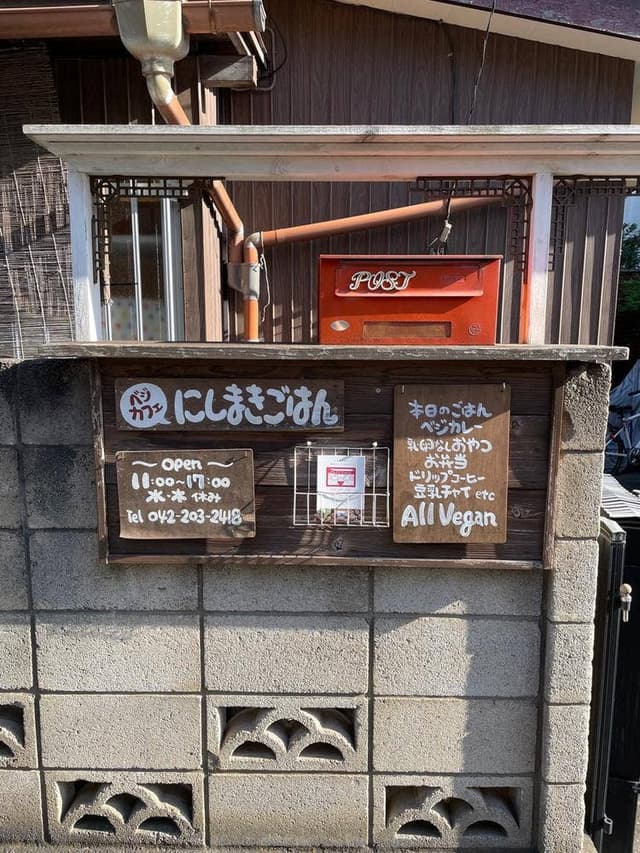 POST
ベジカフェ
にしまきごはん
～ open ～
11:00～17:00
水・木 休み
Tel 042-203-2418
本日のごはん
ベジカレー
乳卵なしおやつ
お弁当
ドリップコーヒー
豆乳チャイ etc
All Vegan